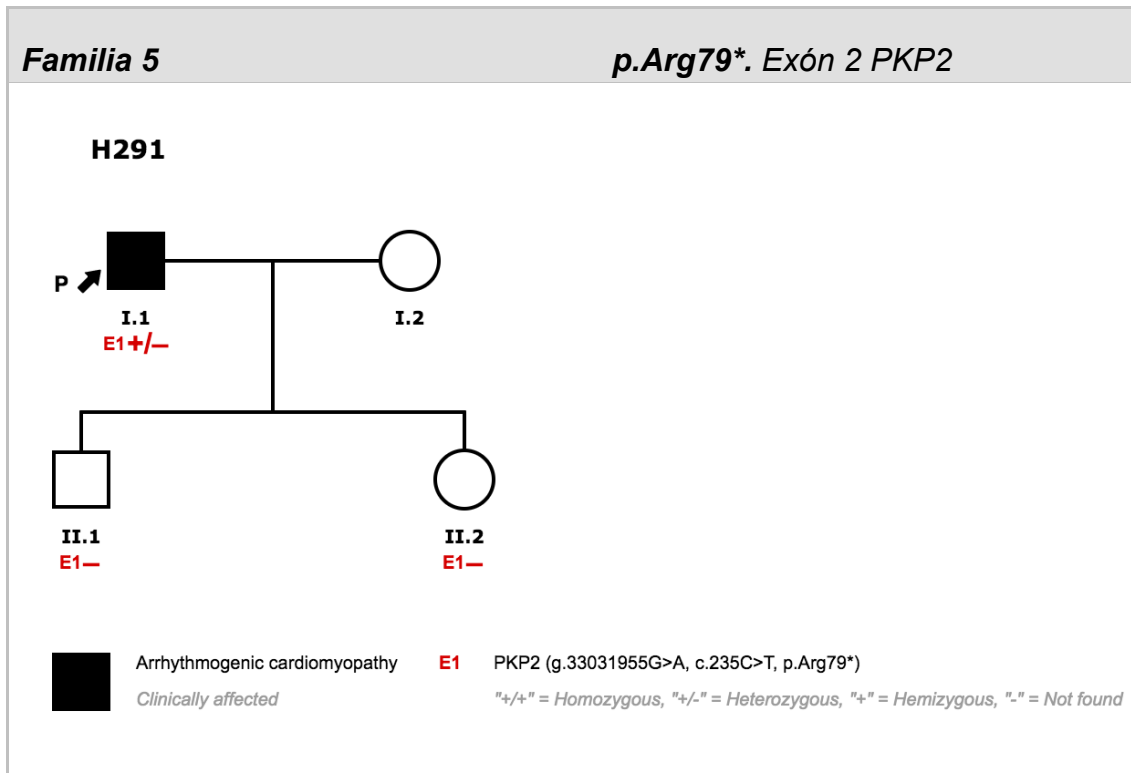 Familia 5 p.Arg79*. Exón 2 PKP2
H291
P
I.1 I.2
E1+/–
II.1 II.2
E1– E1–
Arrhythmogenic cardiomyopathy E1 PKP2 (g.33031955G>A, c.235C>T, p.Arg79*)
Clinically affected "+/+" = Homozygous, "+/-" = Heterozygous, "+" = Hemizygous, "-" = Not found